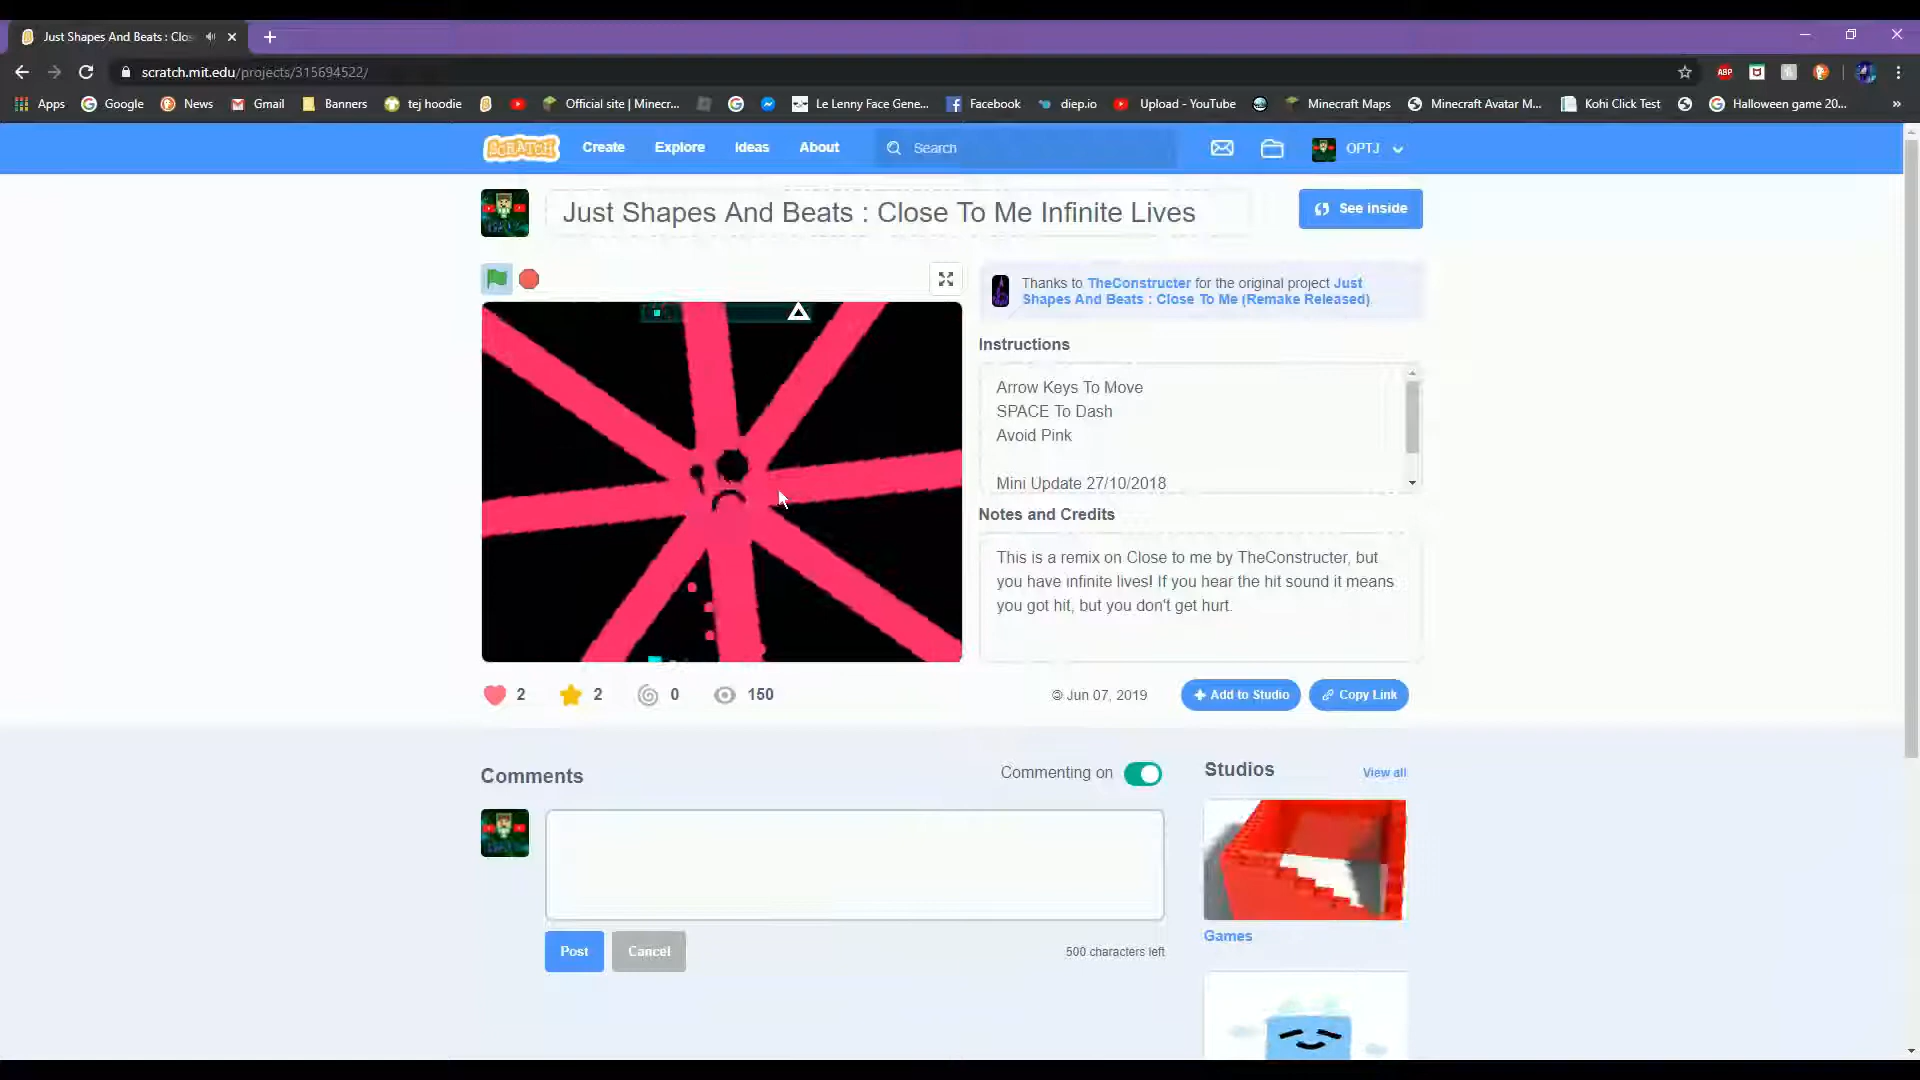 Just Shapes And Beats : Clo
scratch.mit.edu/projects/315694522/
ABP
Apps Google News Gmail Banners tej hoodie Official site | Minecr... Le Lenny Face Gene... Facebook diep.io Upload - YouTube Minecraft Maps Minecraft Avatar M... Kohi Click Test Halloween game 20... »
SCRATCH Create Explore Ideas About Search OPTJ
Just Shapes And Beats : Close To Me Infinite Lives
See inside
Thanks to TheConstructer for the original project Just
Shapes And Beats : Close To Me (Remake Released).
Instructions
Arrow Keys To Move
SPACE To Dash
Avoid Pink
Mini Update 27/10/2018
Notes and Credits
This is a remix on Close to me by TheConstructer, but
you have infinite lives! If you hear the hit sound it means
you got hit, but you don't get hurt.
2 2 0 150
© Jun 07, 2019 Add to Studio Copy Link
Comments Commenting on
Studios View all
Post Cancel 500 characters left
Games